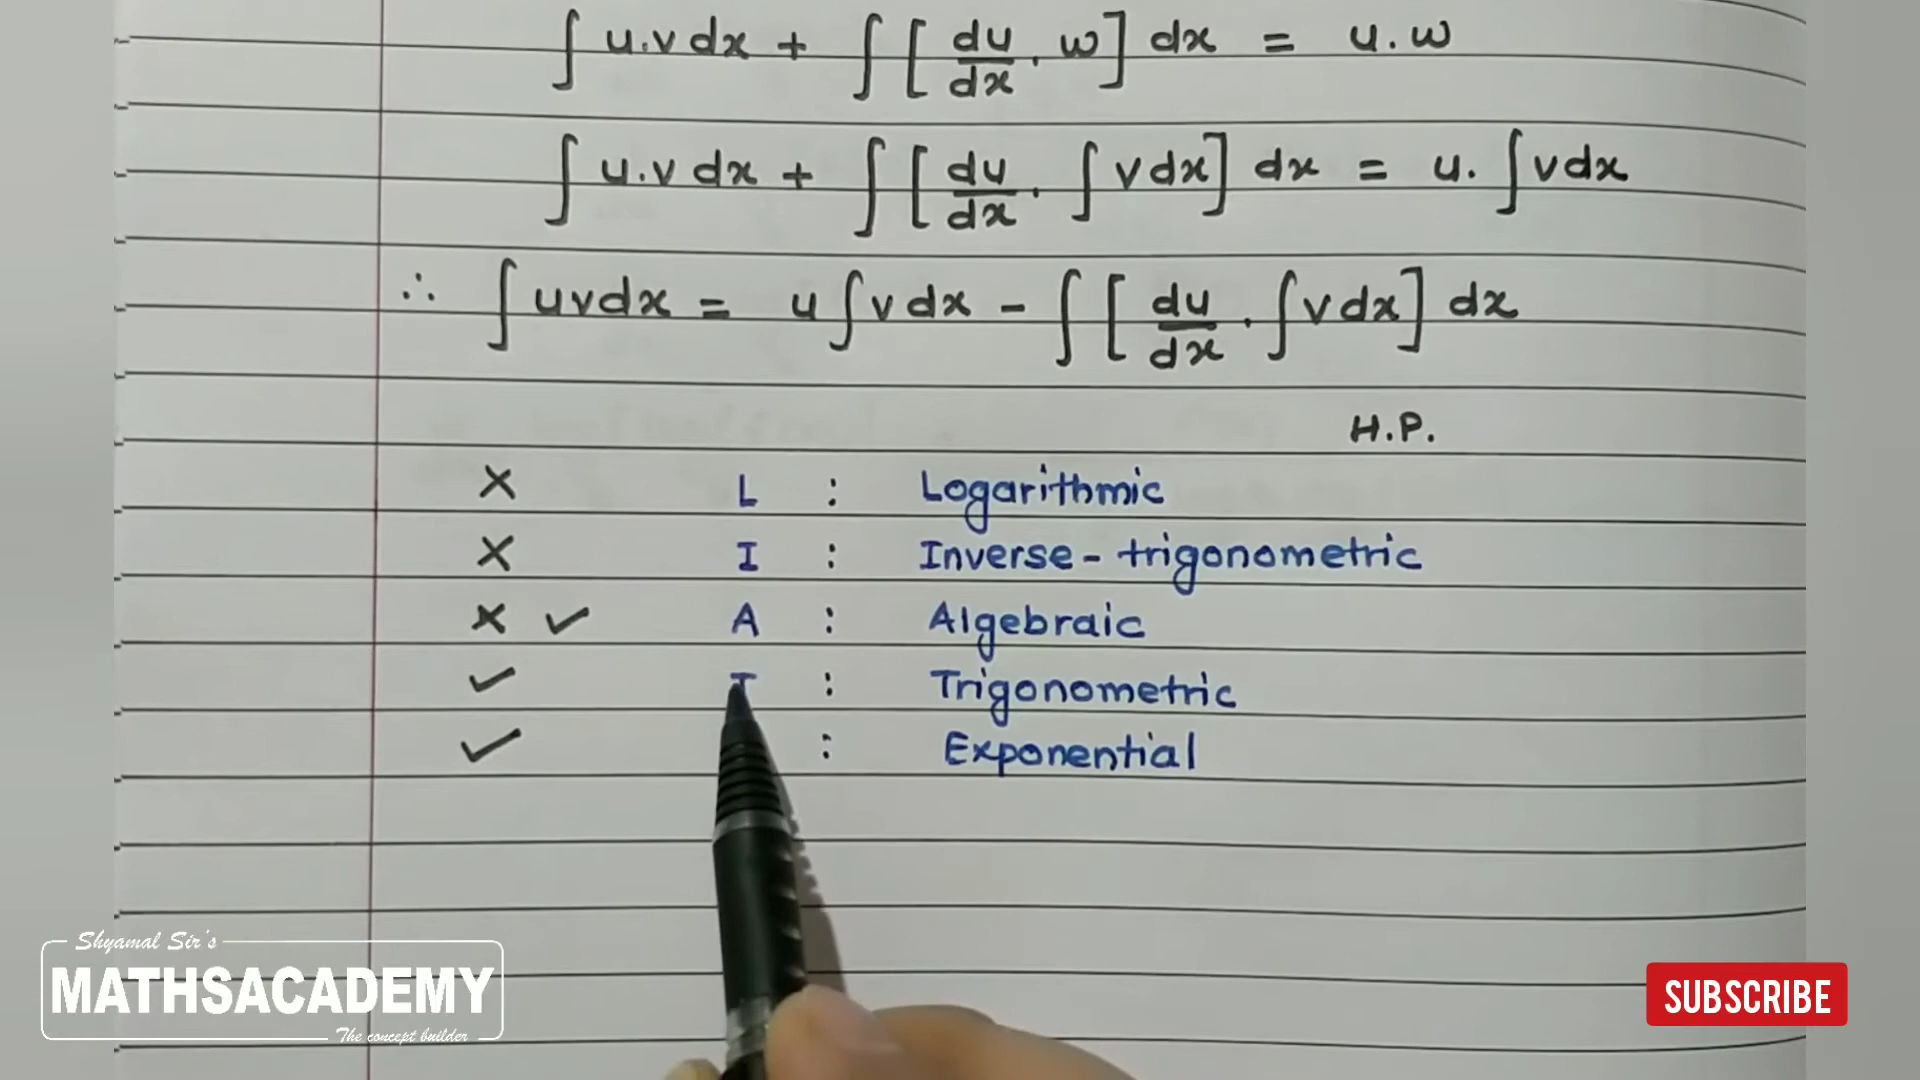 ∫ u.v dx + ∫ [ du/dx . w ] dx = u.w
∫ u.v dx + ∫ [ du/dx . ∫ v dx ] dx = u. ∫ v dx
∴ ∫ u v dx = u ∫ v dx - ∫ [ du/dx . ∫ v dx ] dx
H.P.
× L : Logarithmic
× I : Inverse - trigonometric
× ✓ A : Algebraic
✓ T : Trigonometric
✓ : Exponential
Shyamal Sir's
MATHSACADEMY
The concept builder
SUBSCRIBE